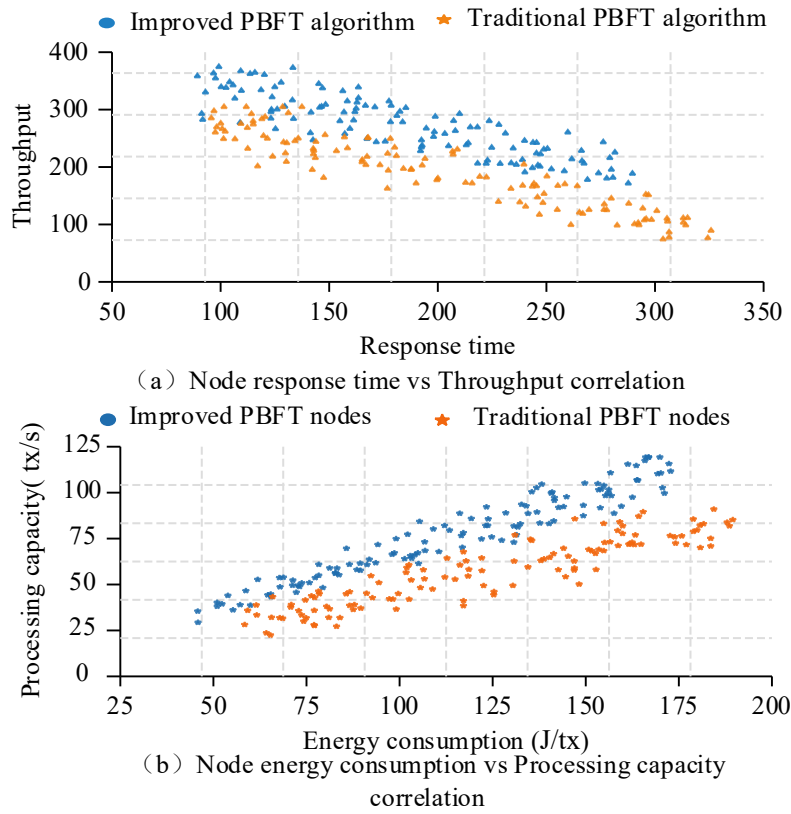 Improved PBFT algorithm Traditional PBFT algorithm
400
300
200
100
0
Throughput
50 100 150 200 250 300 350
Response time
（a）Node response time vs Throughput correlation
Improved PBFT nodes Traditional PBFT nodes
125
100
75
50
25
0
Processing capacity( tx/s)
25 50 75 100 125 150 175 200
Energy consumption (J/tx)
（b）Node energy consumption vs Processing capacity
correlation